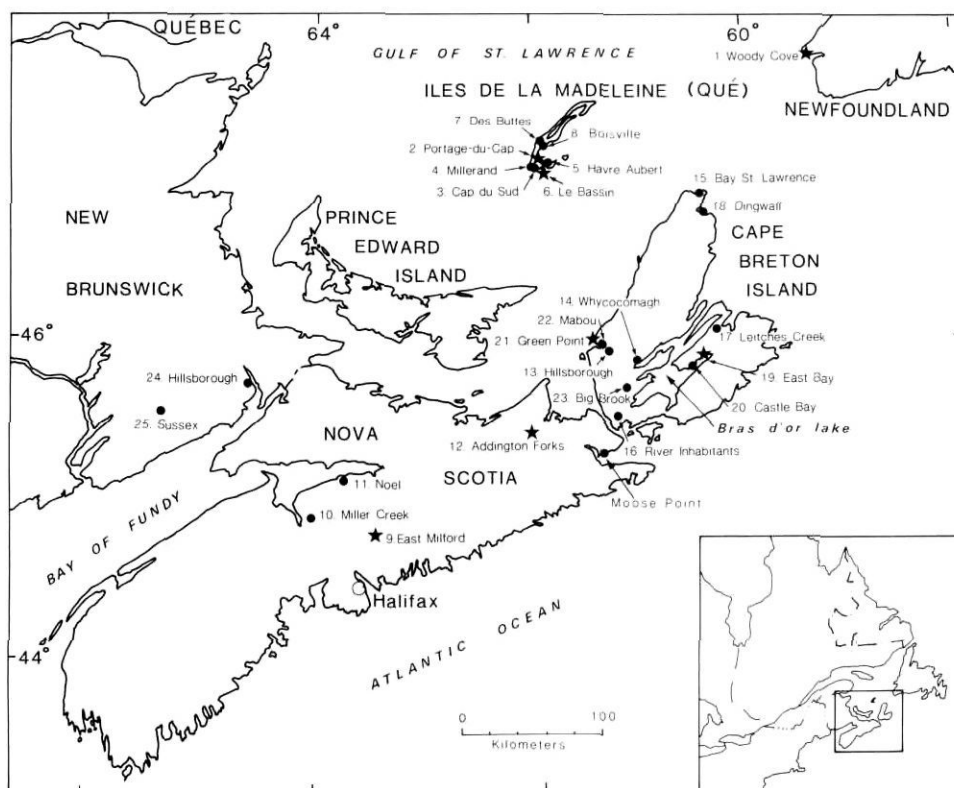 QUÉBEC
64°
60°
GULF OF ST. LAWRENCE
1 Woody Cove
ILES DE LA MADELEINE (QUÉ)
NEWFOUNDLAND
7 Des Buttes
8 Boisville
2 Portage-du-Cap
4 Millerand
5 Havre Aubert
3 Cap du Sud
6. Le Bassin
15. Bay St. Lawrence
18 Dingwall
NEW
BRUNSWICK
PRINCE
EDWARD
ISLAND
CAPE
BRETON
ISLAND
14. Whycocomagh
46°
22. Mabou
21. Green Point
17 Leitches Creek
13. Hillsborough
19. East Bay
24. Hillsborough
23. Big Brook
20. Castle Bay
25. Sussex
Bras d'or lake
NOVA
SCOTIA
12. Addington Forks
16 River Inhabitants
Moose Point
11. Noel
10. Miller Creek
9. East Milford
BAY OF FUNDY
Halifax
ATLANTIC OCEAN
44°
0 100
Kilometers